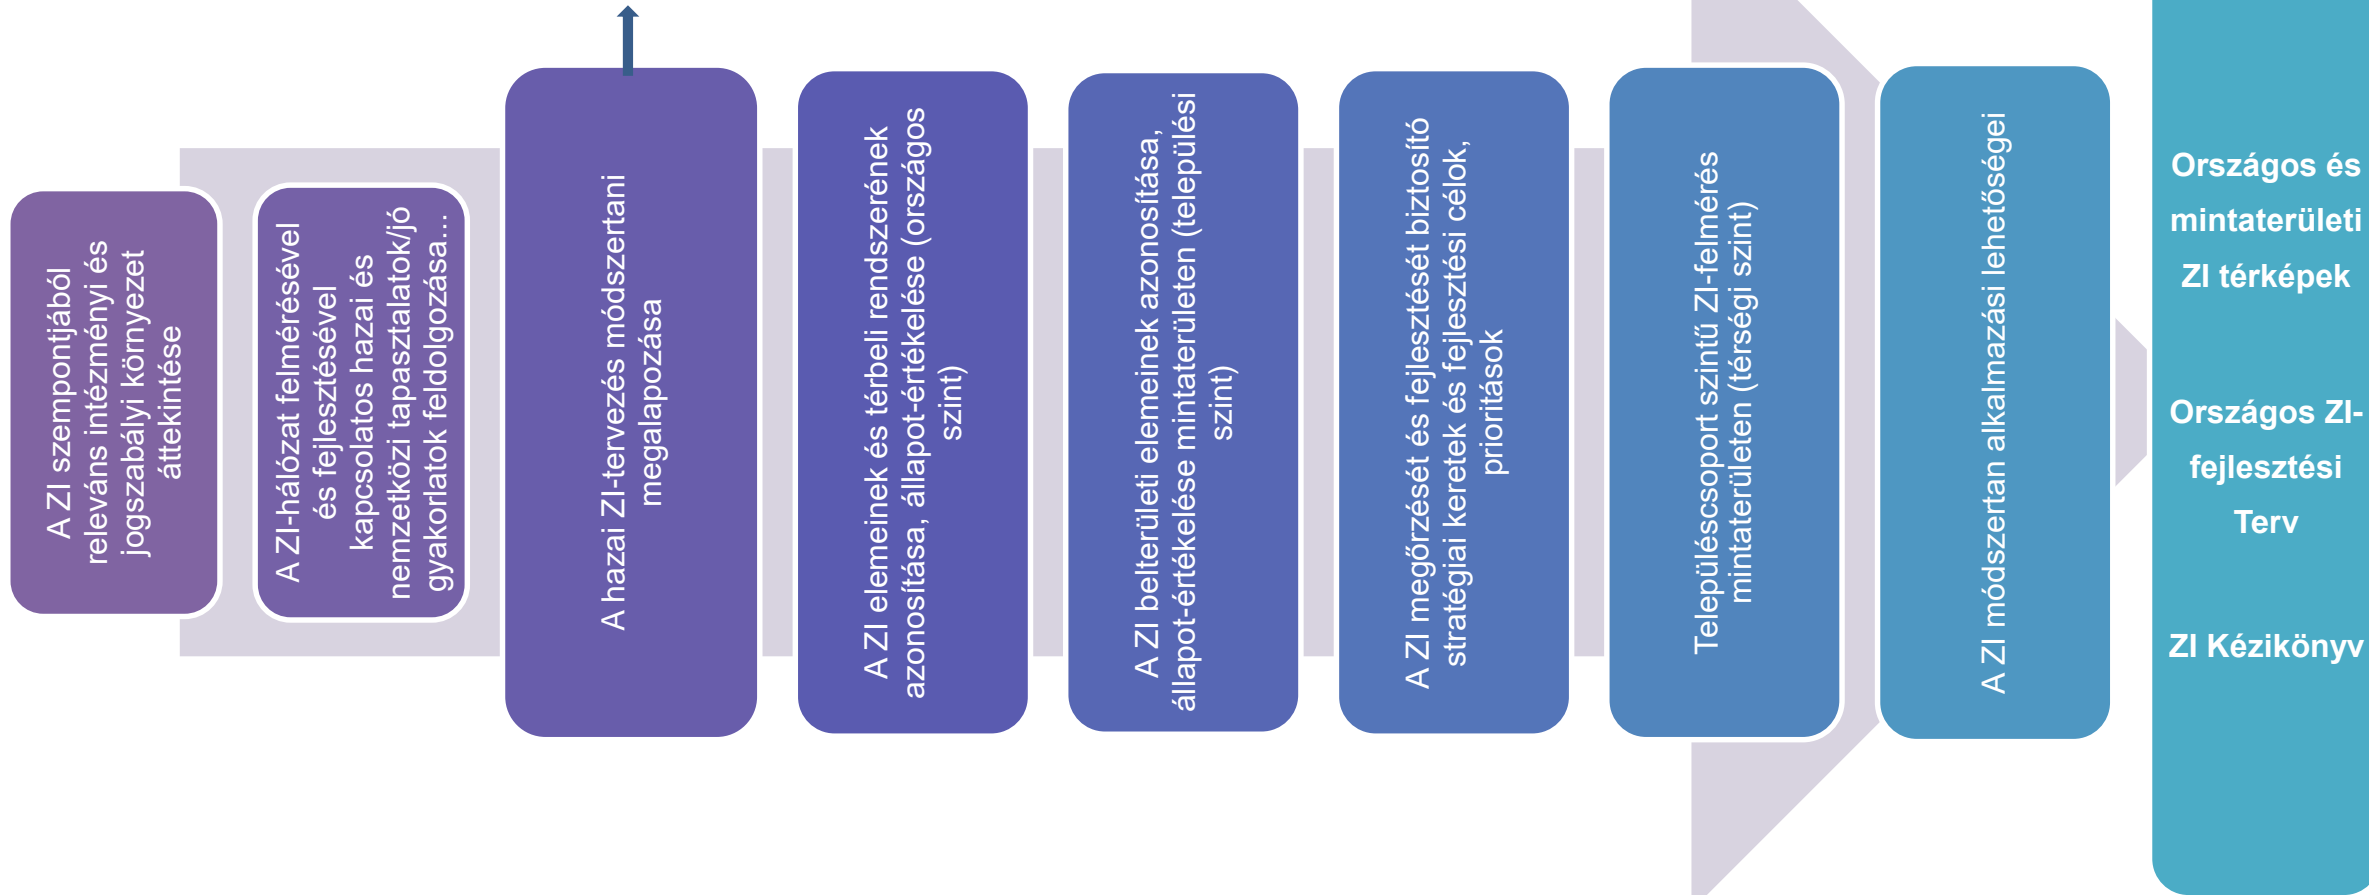 A ZI szempontjából
releváns intézményi és
jogszabályi környezet
áttekintése
A ZI-hálózat felmérésével
és fejlesztésével
kapcsolatos hazai és
nemzetközi tapasztalatok/jó
gyakorlatok feldolgozása...
A hazai ZI-tervezés módszertani
megalapozása
A ZI elemeinek és térbeli rendszerének
azonosítása, állapot-értékelése (országos
szint)
A ZI belterületi elemeinek azonosítása,
állapot-értékelése mintaterületen (települési
szint)
A ZI megőrzését és fejlesztését biztosító
stratégiai keretek és fejlesztési célok,
prioritások
Településcsoport szintű ZI-felmérés
mintaterületen (térségi szint)
A ZI módszertan alkalmazási lehetőségei
Országos és
mintaterületi
ZI térképek
Országos ZI-
fejlesztési
Terv
ZI Kézikönyv